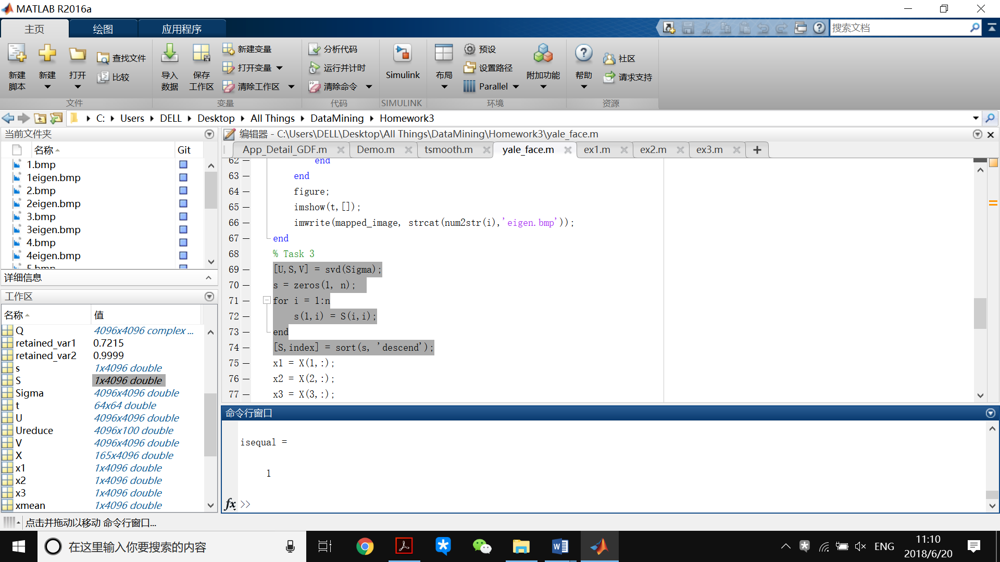 MATLAB R2016a
主页
绘图
应用程序
搜索文档
新建
脚本
新建
打开
查找文件
比较
导入
数据
保存
工作区
新建变量
打开变量
清除工作区
分析代码
运行并计时
清除命令
Simulink
布局
预设
设置路径
Parallel
附加功能
帮助
社区
请求支持
文件
变量
代码
SIMULINK
环境
资源
C: Users DELL Desktop All Things DataMining Homework3
当前文件夹
名称 Git
1.bmp
1eigen.bmp
2.bmp
2eigen.bmp
3.bmp
3eigen.bmp
4.bmp
4eigen.bmp
5.bmp
详细信息
工作区
名称 值
Q 4096x4096 complex ...
retained_var1 0.7215
retained_var2 0.9999
s 1x4096 double
S 1x4096 double
Sigma 4096x4096 double
t 64x64 double
U 4096x4096 double
Ureduce 4096x100 double
V 4096x4096 double
X 165x4096 double
x1 1x4096 double
x2 1x4096 double
x3 1x4096 double
xmean 1x4096 double
编辑器 - C:\Users\DELL\Desktop\All Things\DataMining\Homework3\yale_face.m
App_Detail_GDF.m Demo.m tsmooth.m yale_face.m ex1.m ex2.m ex3.m
62 end
63 end
64 figure;
65 imshow(t,[]);
66 imwrite(mapped_image, strcat(num2str(i),'eigen.bmp'));
67 end
68 % Task 3
69 [U,S,V] = svd(Sigma);
70 s = zeros(1, n);
71 for i = 1:n
72 s(1,i) = S(i,i);
73 end
74 [S,index] = sort(s, 'descend');
75 x1 = X(1,:);
76 x2 = X(2,:);
77 x3 = X(3,:);
命令行窗口
isequal =
1
fx >>
点击并拖动以移动 命令行窗口...
在这里输入你要搜索的内容
ENG
11:10
2018/6/20